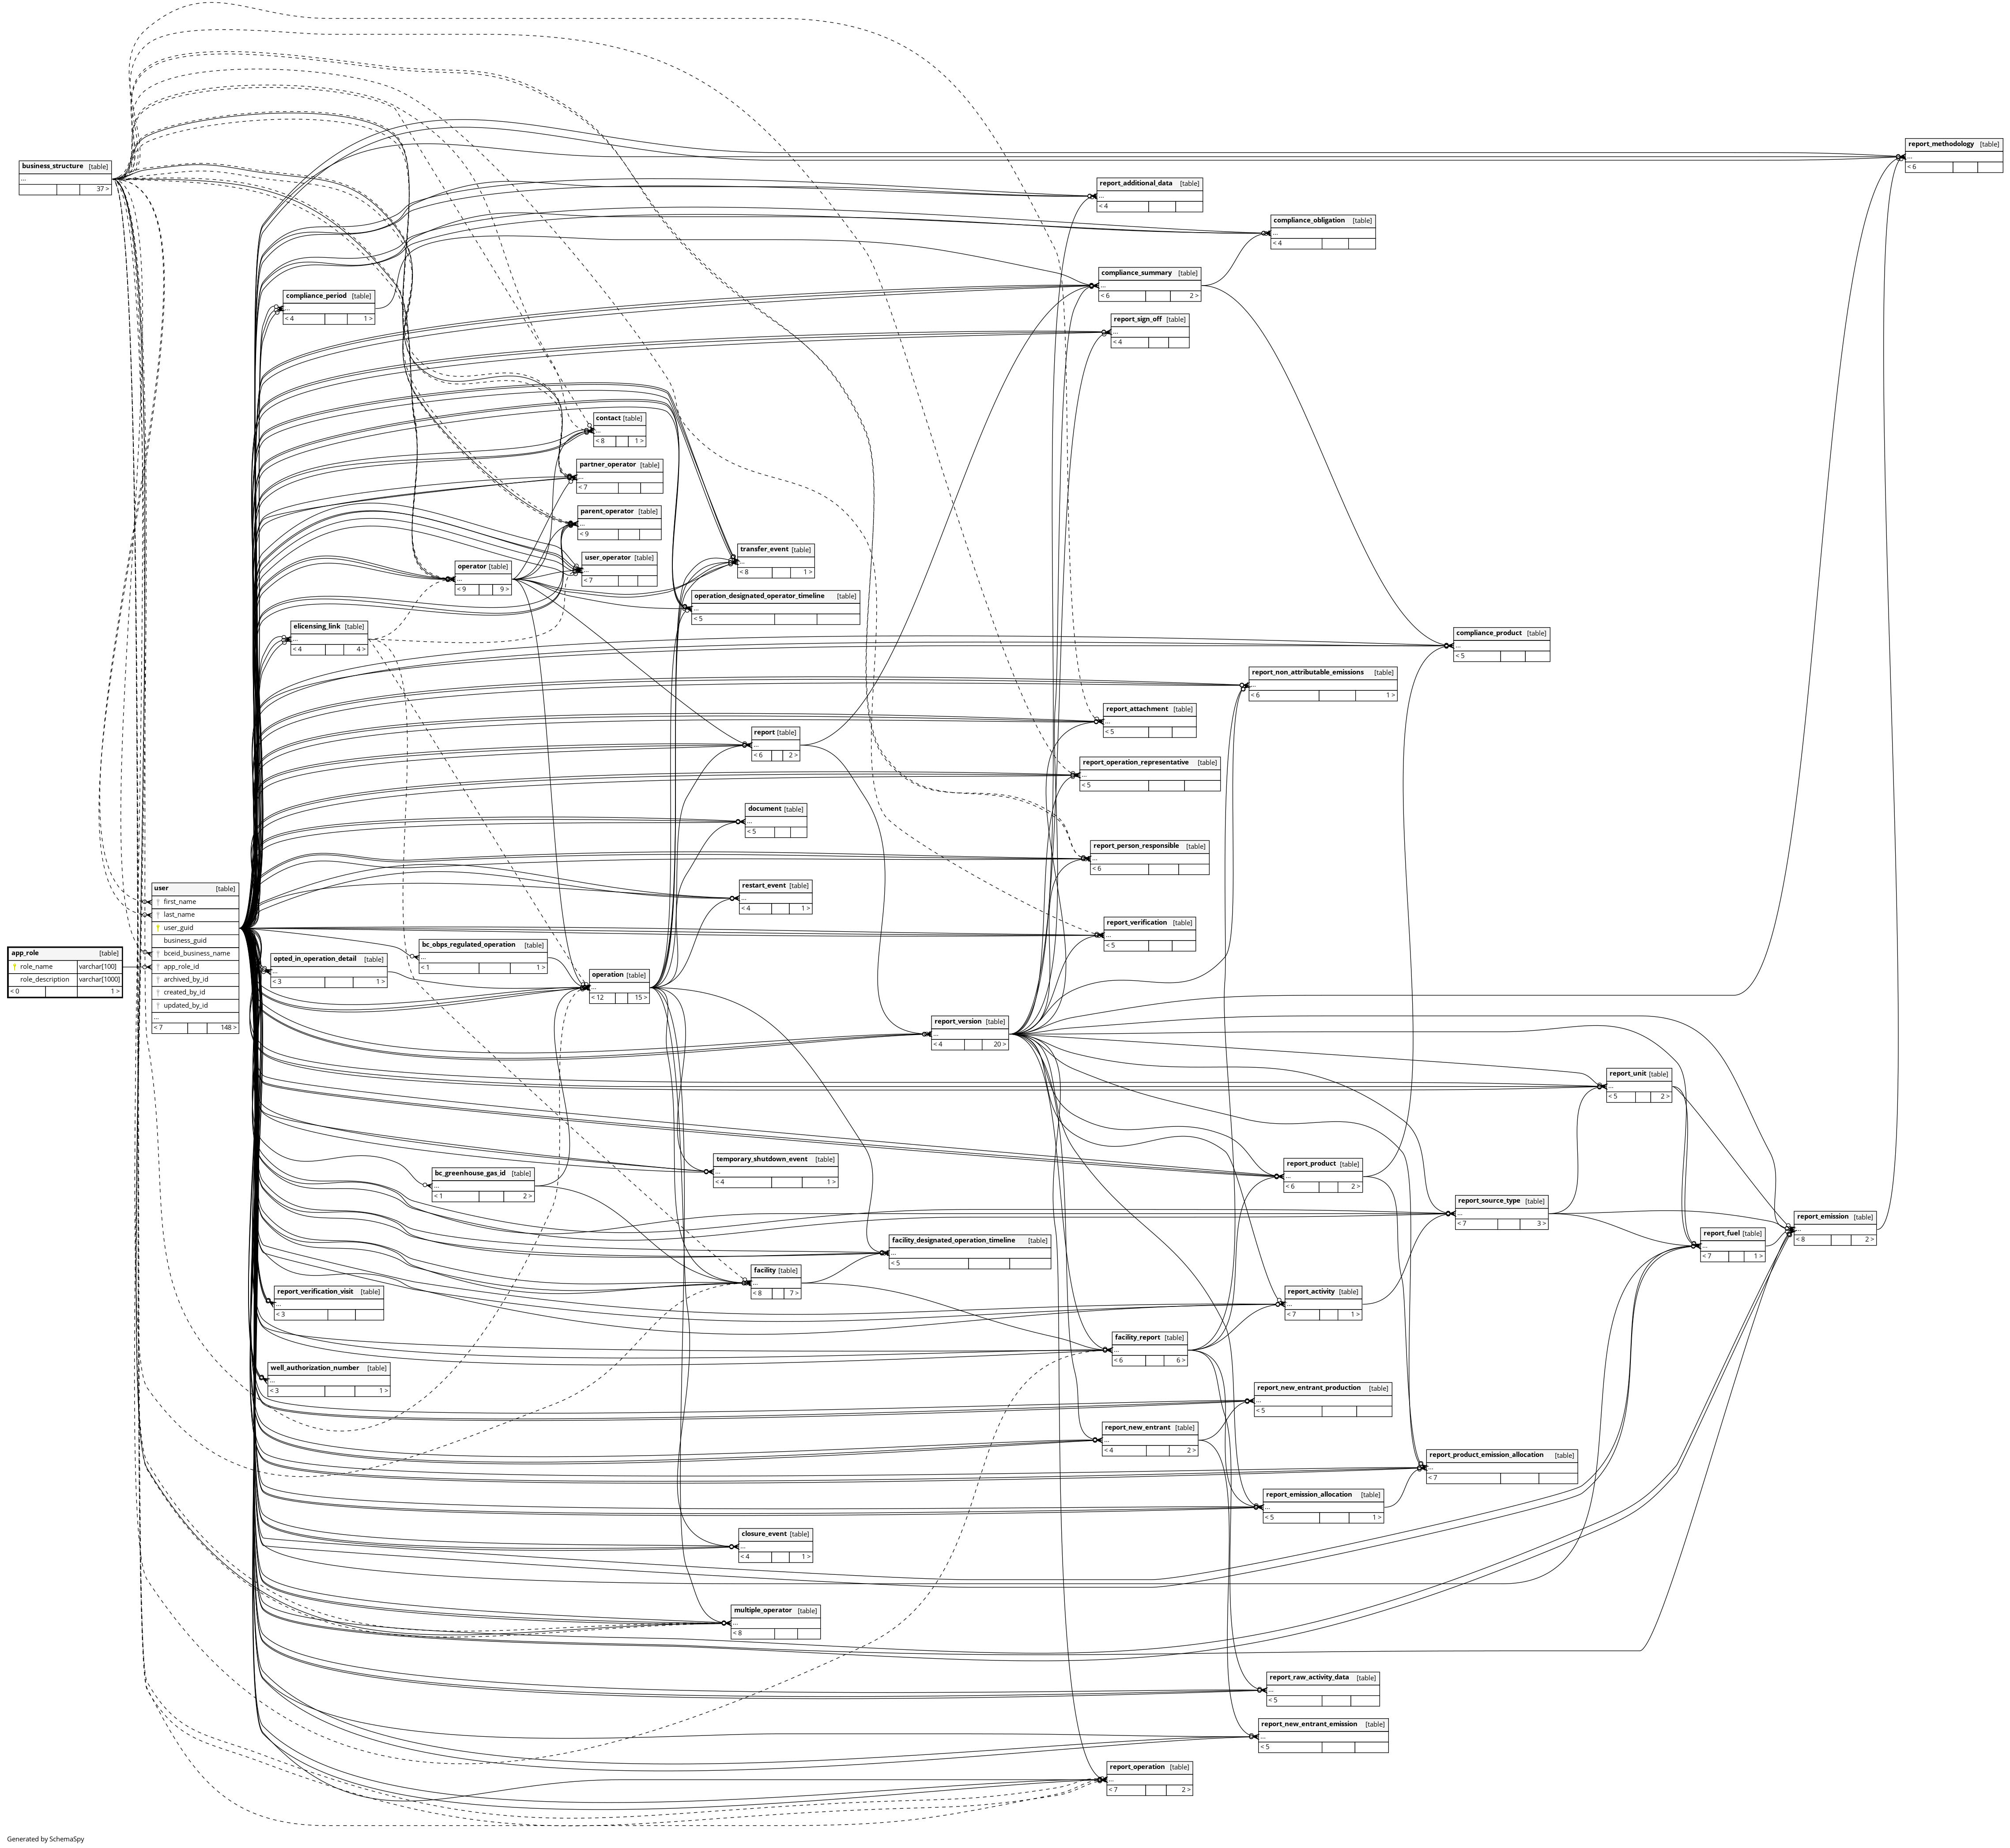 report_methodology [table]
...
< 6
business_structure [table]
...
37 >
report_additional_data [table]
...
< 4
compliance_obligation [table]
...
< 4
compliance_summary [table]
...
< 6 2 >
compliance_period [table]
...
< 4 1 >
report_sign_off [table]
...
< 4
contact [table]
...
< 8 1 >
partner_operator [table]
...
< 7
parent_operator [table]
...
< 9
transfer_event [table]
...
< 8 1 >
user_operator [table]
...
< 7
operator [table]
...
< 9 9 >
operation_designated_operator_timeline [table]
...
< 5
elicensing_link [table]
...
< 4 4 >
compliance_product [table]
...
< 5
report_non_attributable_emissions [table]
...
< 6 1 >
report_attachment [table]
...
< 5
report [table]
...
< 6 2 >
report_operation_representative [table]
...
< 5
document [table]
...
< 5
report_person_responsible [table]
...
< 6
restart_event [table]
...
< 4 1 >
user [table]
first_name
last_name
user_guid
business_guid
bceid_business_name
app_role_id
archived_by_id
created_by_id
updated_by_id
...
< 7 148 >
report_verification [table]
...
< 5
app_role [table]
role_name varchar[100]
role_description varchar[1000]
< 0 1 >
bc_obps_regulated_operation [table]
...
< 1 1 >
opted_in_operation_detail [table]
...
< 3 1 >
operation [table]
...
< 12 15 >
report_version [table]
...
< 4 20 >
report_unit [table]
...
< 5 2 >
temporary_shutdown_event [table]
...
< 4 1 >
report_product [table]
...
< 6 2 >
bc_greenhouse_gas_id [table]
...
< 1 2 >
report_source_type [table]
...
< 7 3 >
report_emission [table]
...
< 8 2 >
report_fuel [table]
...
< 7 1 >
facility_designated_operation_timeline [table]
...
< 5
facility [table]
...
< 8 7 >
report_verification_visit [table]
...
< 3
report_activity [table]
...
< 7 1 >
facility_report [table]
...
< 6 6 >
well_authorization_number [table]
...
< 3 1 >
report_new_entrant_production [table]
...
< 5
report_new_entrant [table]
...
< 4 2 >
report_product_emission_allocation [table]
...
< 7
report_emission_allocation [table]
...
< 5 1 >
closure_event [table]
...
< 4 1 >
multiple_operator [table]
...
< 8
report_raw_activity_data [table]
...
< 5
report_new_entrant_emission [table]
...
< 5
report_operation [table]
...
< 7 2 >
Generated by SchemaSpy